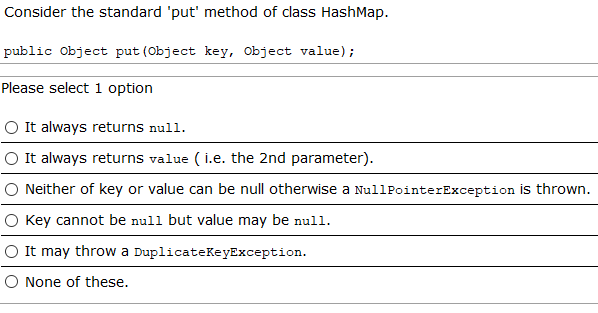 Consider the standard 'put' method of class HashMap.
public Object put(Object key, Object value);
Please select 1 option
It always returns null.
It always returns value ( i.e. the 2nd parameter).
Neither of key or value can be null otherwise a NullPointerException is thrown.
Key cannot be null but value may be null.
It may throw a DuplicateKeyException.
None of these.